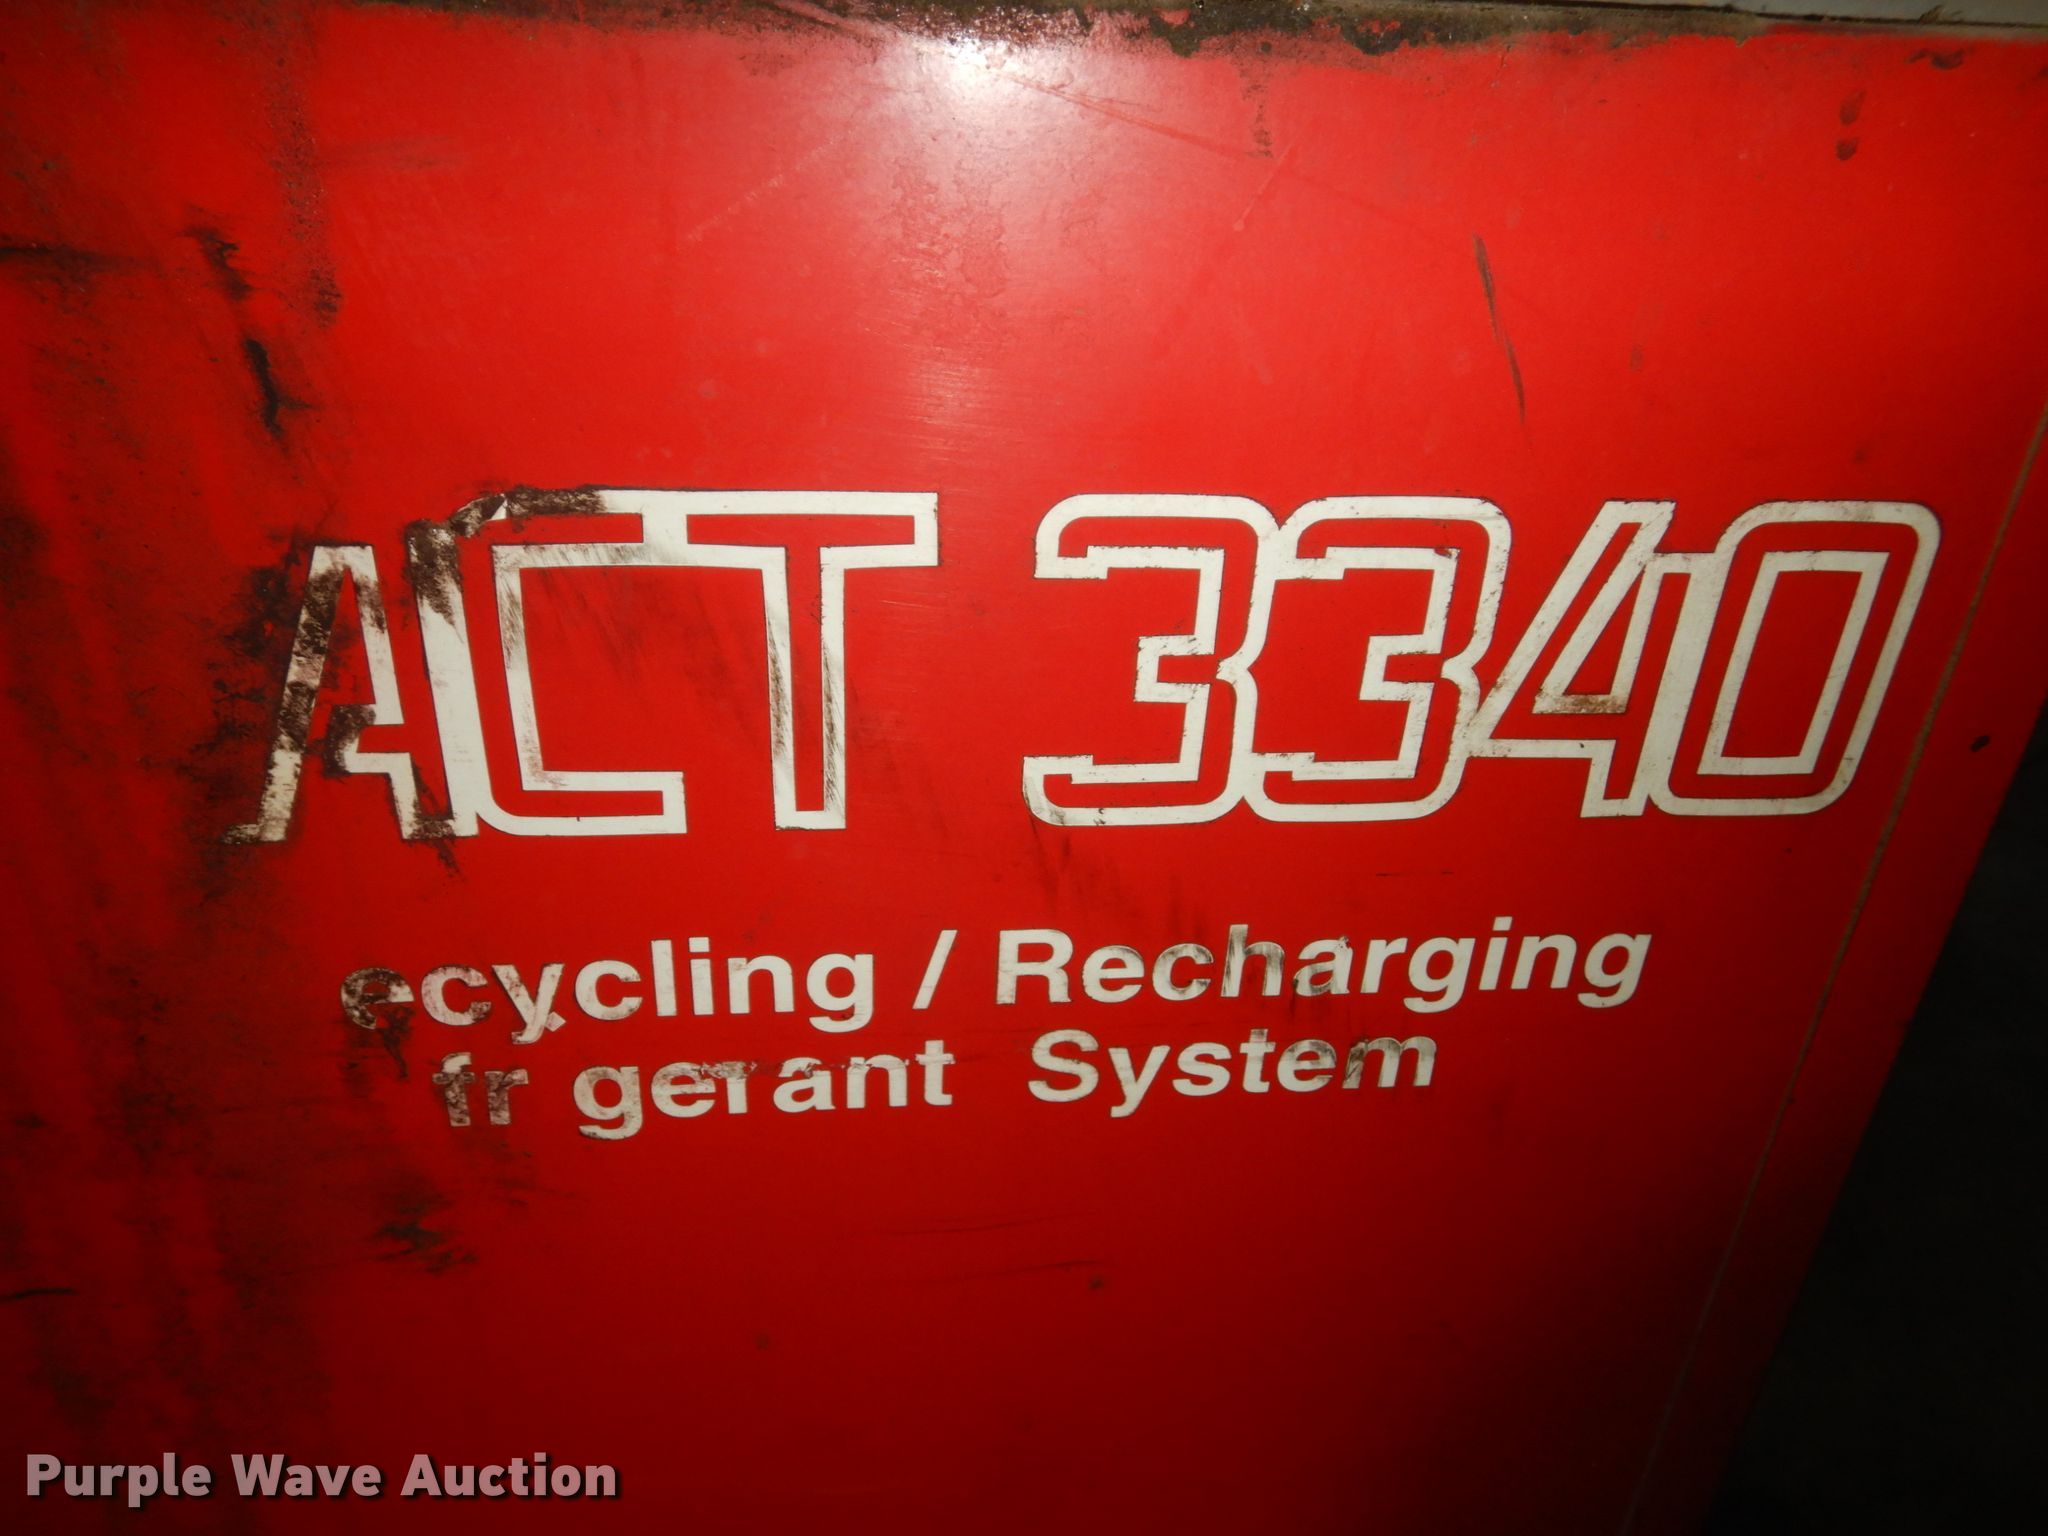 ACT 3340
ecycling / Recharging
fr gerant System
Purple Wave Auction